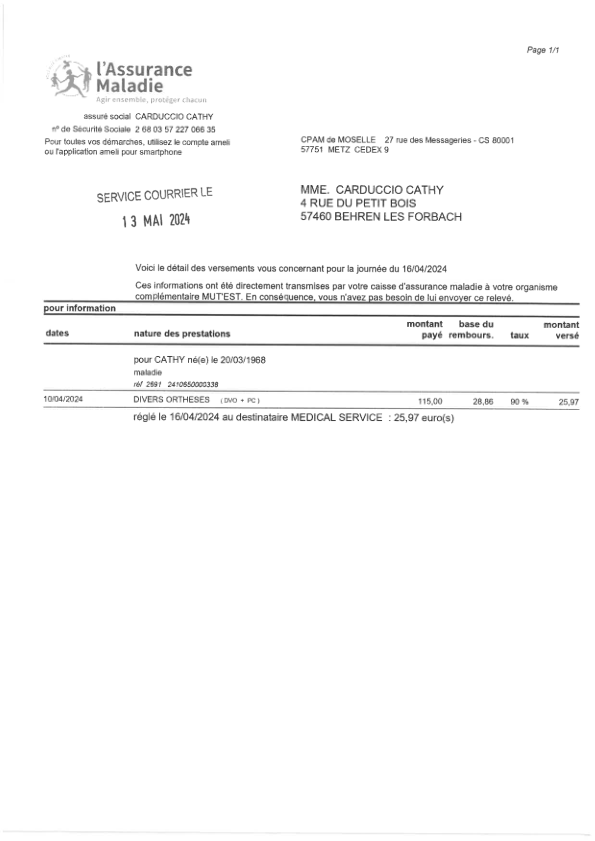 Page 1/1
l'Assurance
Maladie
Agir ensemble, protéger chacun
assuré social CARDUCCIO CATHY
n° de Sécurité Sociale 2 68 03 57 227 066 35
Pour toutes vos démarches, utilisez le compte ameli
ou l'application ameli pour smartphone
CPAM de MOSELLE 27 rue des Messageries - CS 80001
57751 METZ CEDEX 9
SERVICE COURRIER LE
13 MAI 2024
MME. CARDUCCIO CATHY
4 RUE DU PETIT BOIS
57460 BEHREN LES FORBACH
Voici le détail des versements vous concernant pour la journée du 16/04/2024
Ces informations ont été directement transmises par votre caisse d'assurance maladie à votre organisme
complémentaire MUT'EST. En conséquence, vous n'avez pas besoin de lui envoyer ce relevé.
pour information
dates nature des prestations montant payé base du rembours. taux montant versé
pour CATHY né(e) le 20/03/1968
maladie
réf 2691 2410650000338
10/04/2024 DIVERS ORTHESES ( DVO + PC ) 115,00 28,86 90 % 25,97
réglé le 16/04/2024 au destinataire MEDICAL SERVICE : 25,97 euro(s)